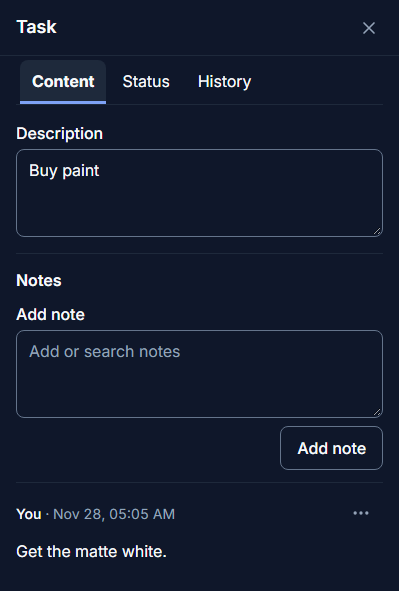 Task
Content Status History
Description
Buy paint
Notes
Add note
Add or search notes
Add note
You · Nov 28, 05:05 AM
Get the matte white.